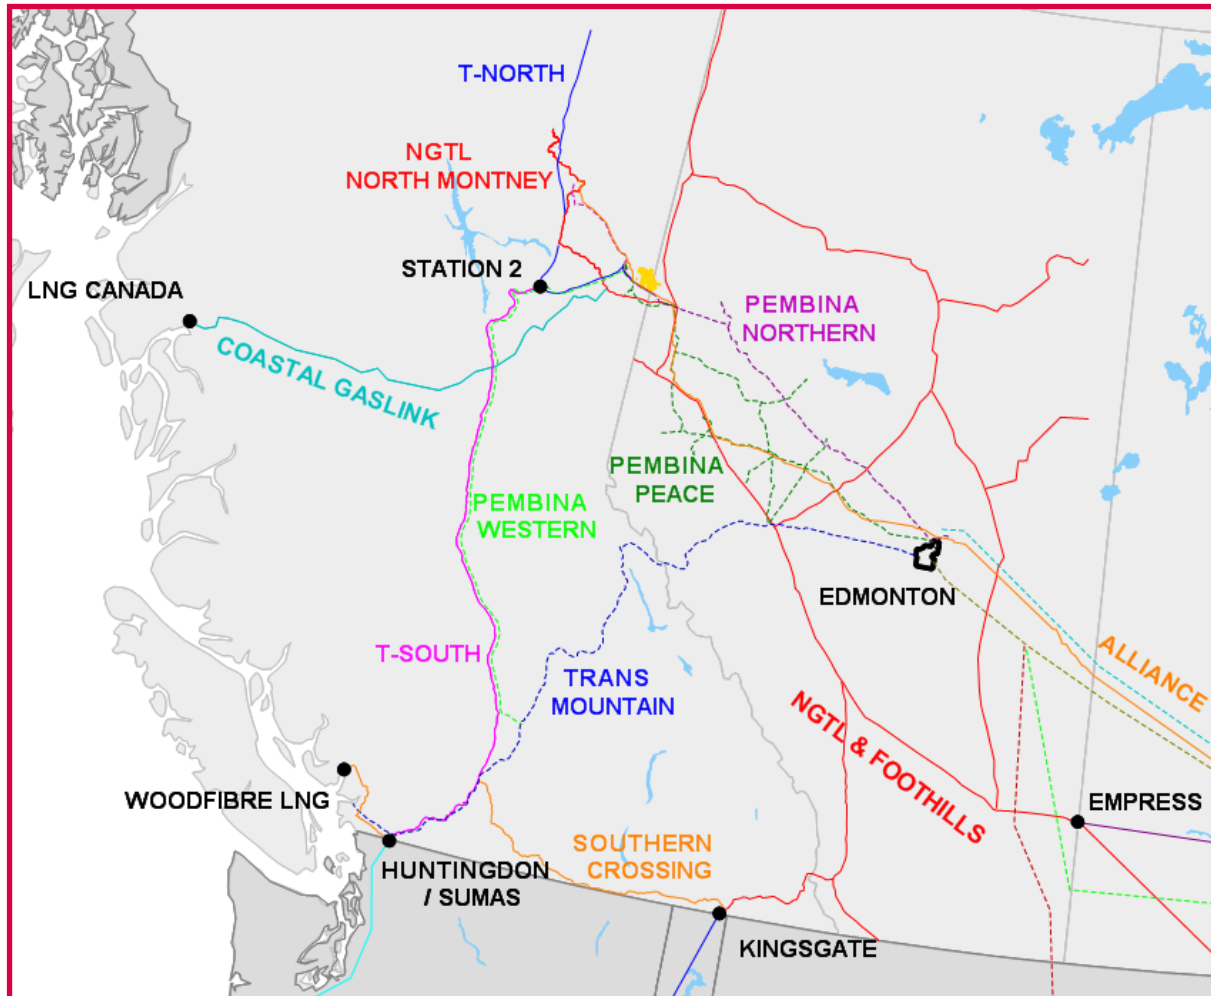 T-NORTH
NGTL
NORTH MONTNEY
STATION 2
LNG CANADA
COASTAL GASLINK
PEMBINA
NORTHERN
PEMBINA
PEACE
PEMBINA
WESTERN
EDMONTON
T-SOUTH
TRANS
MOUNTAIN
ALLIANCE
NGTL & FOOTHILLS
WOODFIBRE LNG
EMPRESS
SOUTHERN
CROSSING
HUNTINGDON
/ SUMAS
KINGSGATE